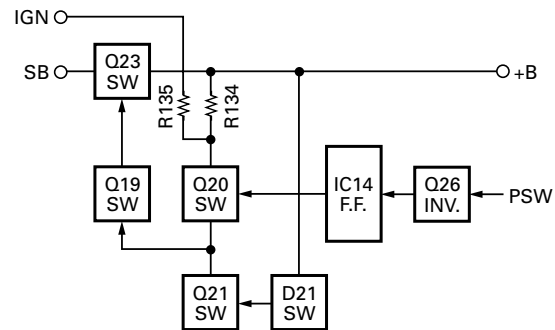 IGN
SB
Q23
SW
+B
R135
R134
Q19
SW
Q20
SW
IC14
F.F.
Q26
INV.
PSW
Q21
SW
D21
SW